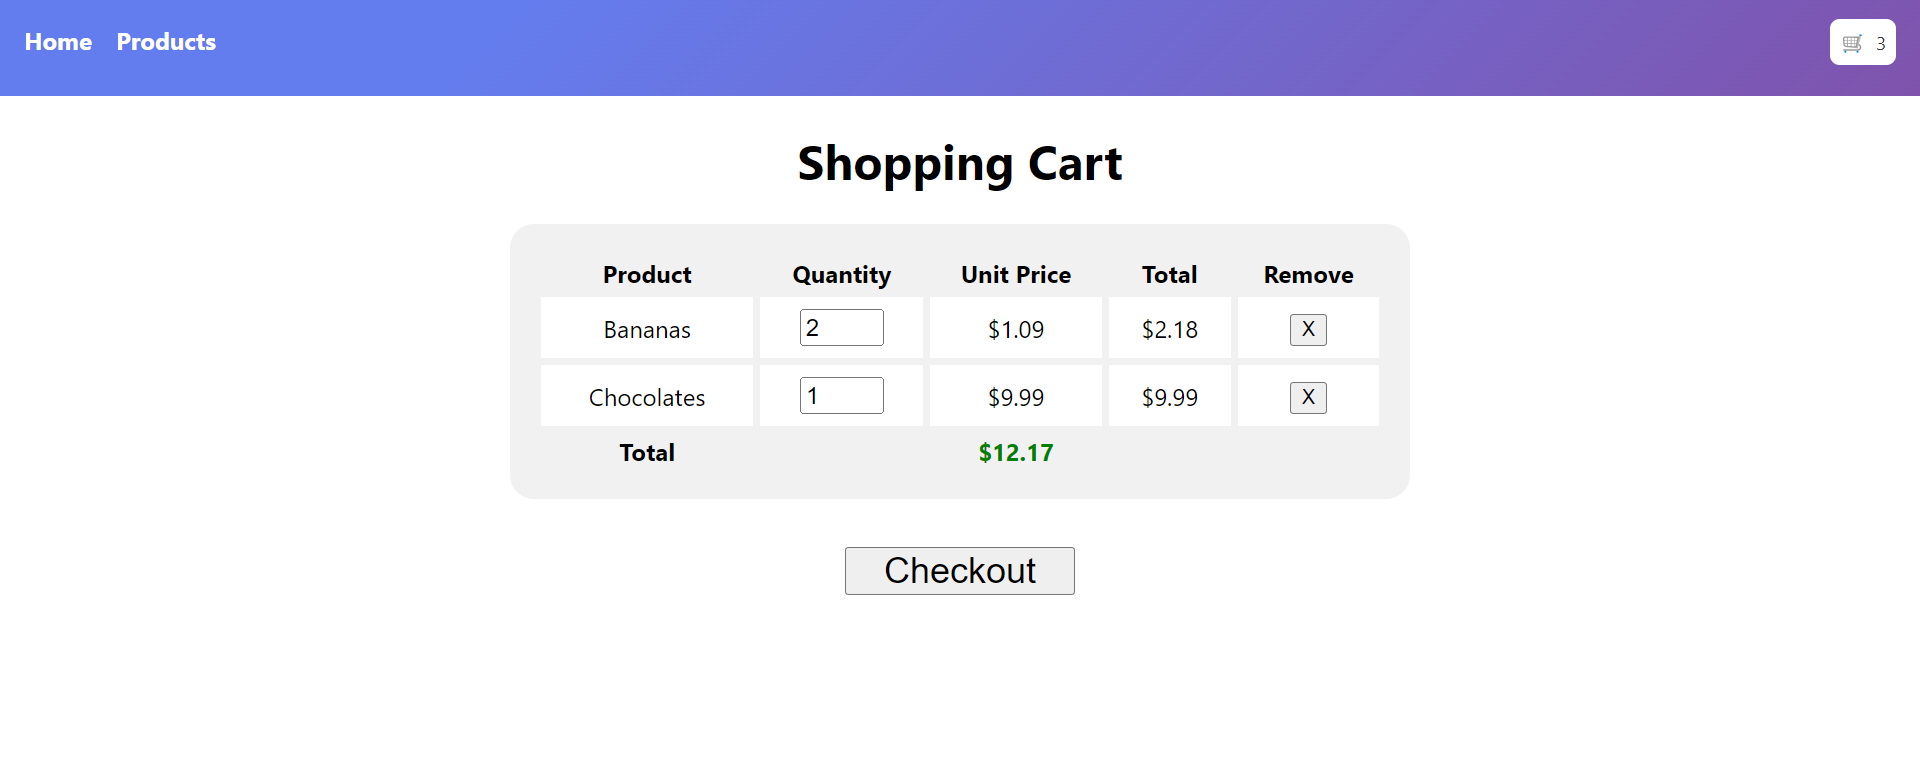 Home Products 3
Shopping Cart
Product Quantity Unit Price Total Remove
Bananas 2 $1.09 $2.18 X
Chocolates 1 $9.99 $9.99 X
Total $12.17
Checkout